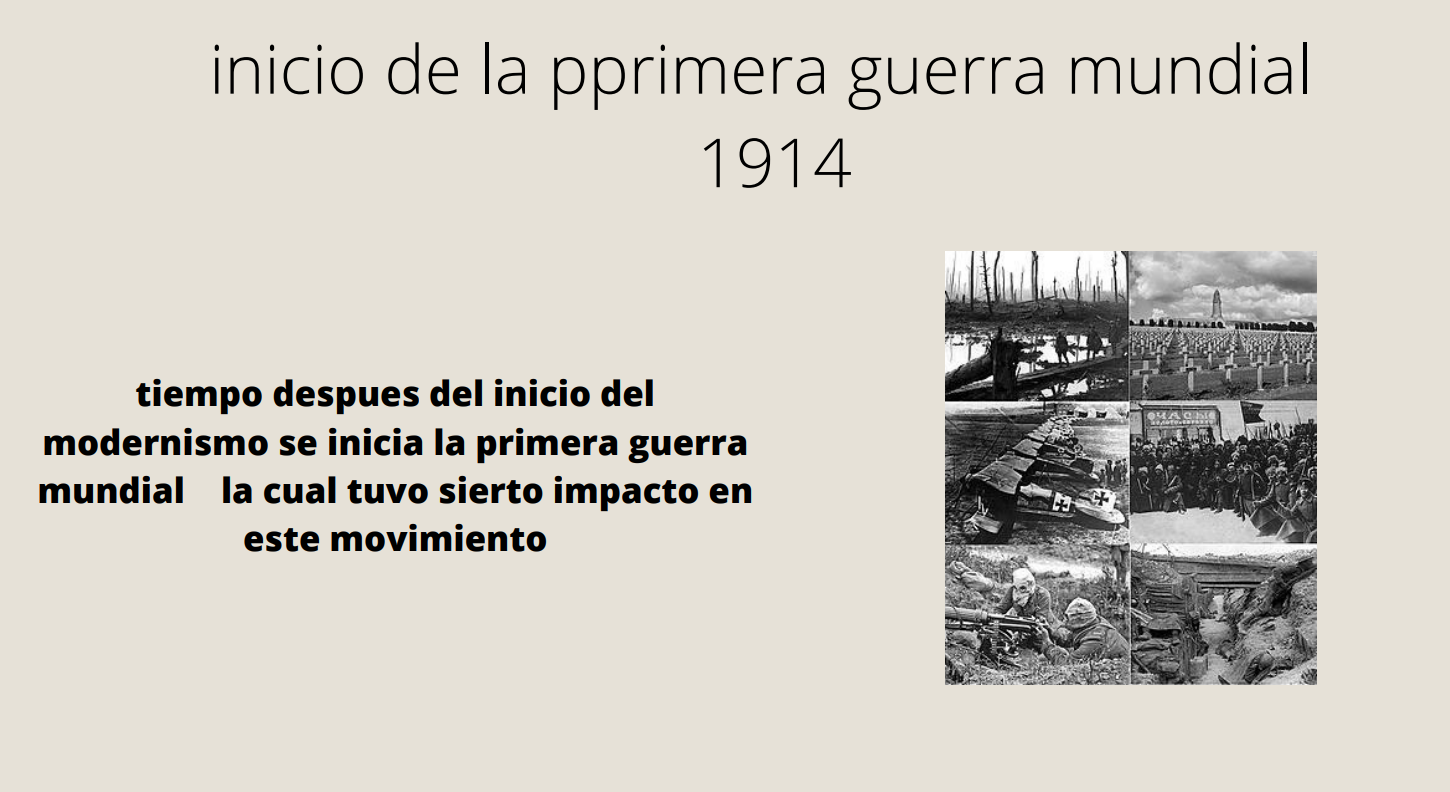 inicio de la pprimera guerra mundial
1914
tiempo despues del inicio del
modernismo se inicia la primera guerra
mundial la cual tuvo sierto impacto en
este movimiento